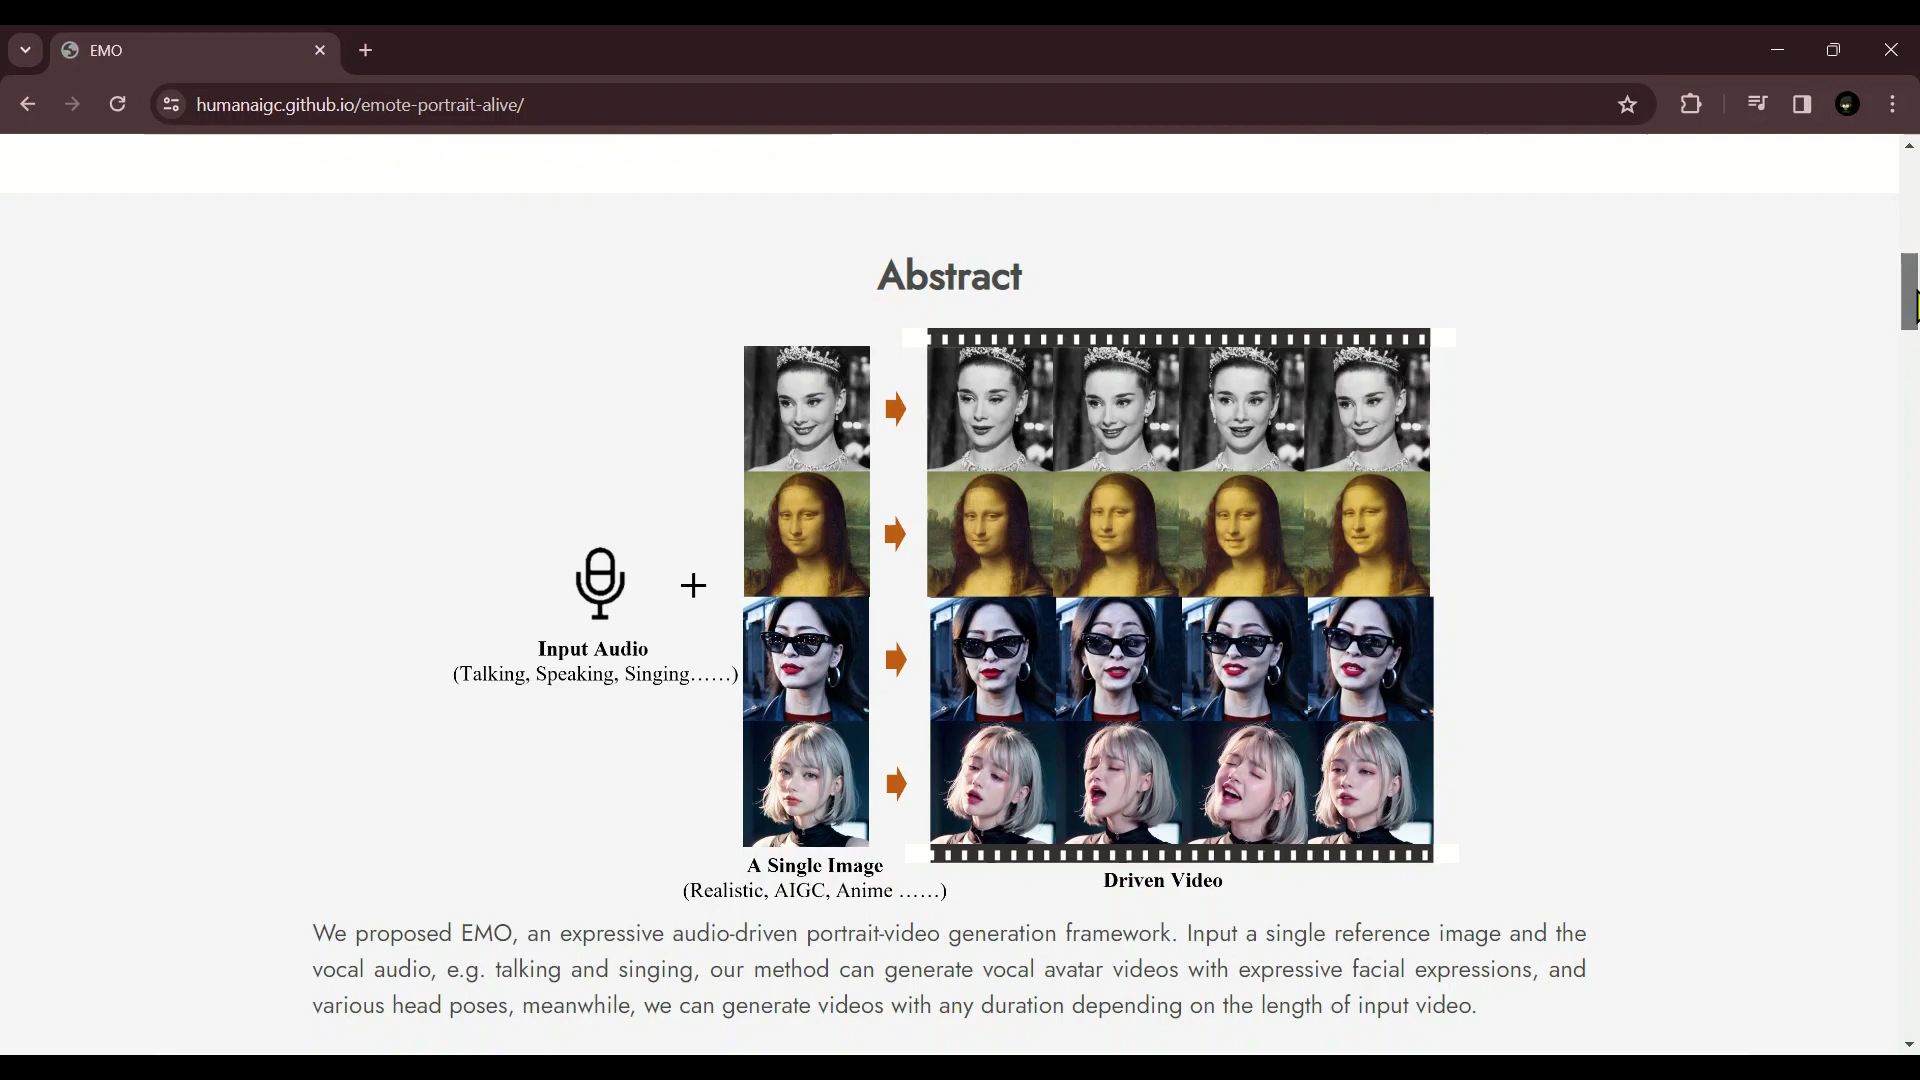 EMO
humanaigc.github.io/emote-portrait-alive/
Abstract
Input Audio
(Talking, Speaking, Singing……)
A Single Image
(Realistic, AIGC, Anime ……)
Driven Video
We proposed EMO, an expressive audio-driven portrait-video generation framework. Input a single reference image and the
vocal audio, e.g. talking and singing, our method can generate vocal avatar videos with expressive facial expressions, and
various head poses, meanwhile, we can generate videos with any duration depending on the length of input video.